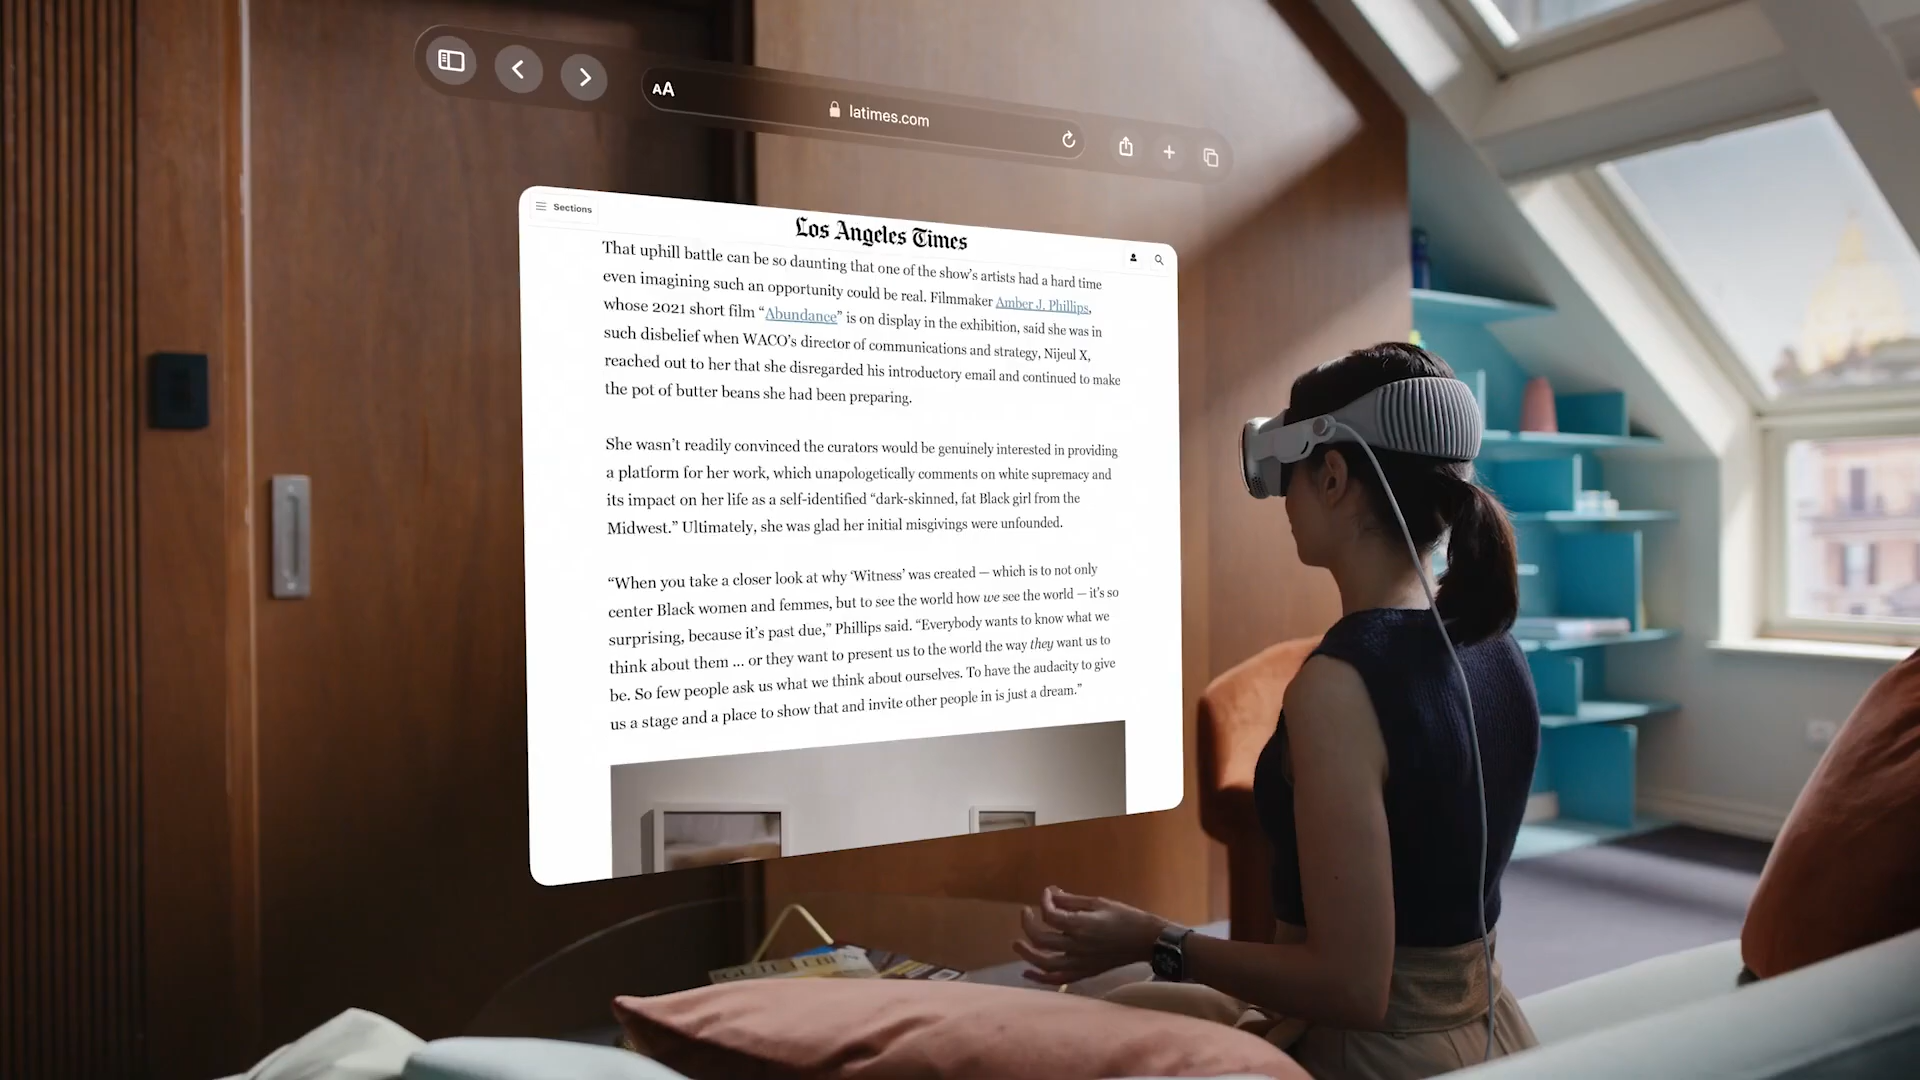 AA
latimes.com
Sections
Los Angeles Times
That uphill battle can be so daunting that one of the show's artists had a hard time
even imagining such an opportunity could be real. Filmmaker Amber J. Phillips,
whose 2021 short film “Abundance” is on display in the exhibition, said she was in
such disbelief when WACO’s director of communications and strategy, Nijeul X,
reached out to her that she disregarded his introductory email and continued to make
the pot of butter beans she had been preparing.
She wasn’t readily convinced the curators would be genuinely interested in providing
a platform for her work, which unapologetically comments on white supremacy and
its impact on her life as a self-identified “dark-skinned, fat Black girl from the
Midwest.” Ultimately, she was glad her initial misgivings were unfounded.
“When you take a closer look at why ‘Witness’ was created — which is to not only
center Black women and femmes, but to see the world how we see the world — it’s so
surprising, because it’s past due,” Phillips said. “Everybody wants to know what we
think about them ... or they want to present us to the world the way they want us to
be. So few people ask us what we think about ourselves. To have the audacity to give
us a stage and a place to show that and invite other people in is just a dream.”